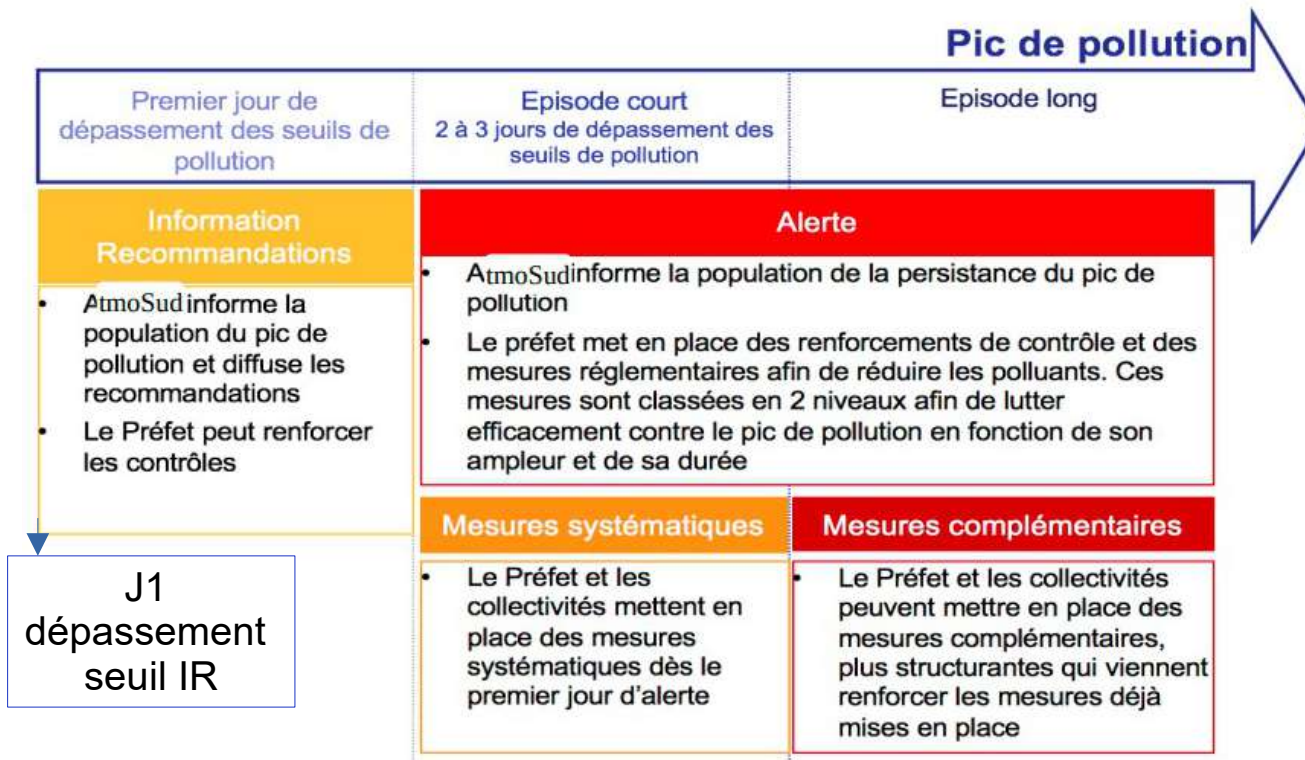 Pic de pollution
Premier jour de
dépassement des seuils de
pollution
Episode court
2 à 3 jours de dépassement des
seuils de pollution
Episode long
Information
Recommandations
• AtmoSud informe la
population du pic de
pollution et diffuse les
recommandations
• Le Préfet peut renforcer
les contrôles
J1
dépassement
seuil IR
Alerte
• AtmoSud informe la population de la persistance du pic de
pollution
• Le préfet met en place des renforcements de contrôle et des
mesures réglementaires afin de réduire les polluants. Ces
mesures sont classées en 2 niveaux afin de lutter
efficacement contre le pic de pollution en fonction de son
ampleur et de sa durée
Mesures systématiques
• Le Préfet et les
collectivités mettent en
place des mesures
systématiques dès le
premier jour d'alerte
Mesures complémentaires
• Le Préfet et les collectivités
peuvent mettre en place des
mesures complémentaires,
plus structurantes qui viennent
renforcer les mesures déjà
mises en place